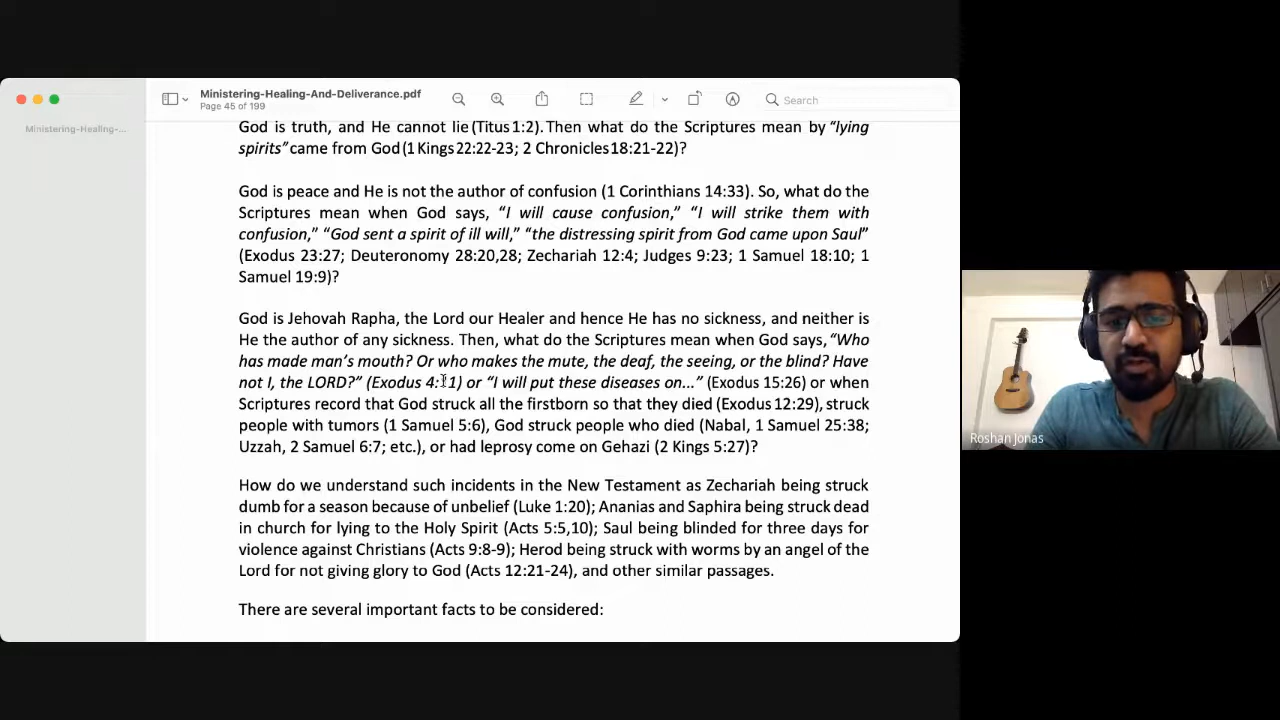 Ministering-Healing-And-Deliverance.pdf
Page 45 of 199
Search
Ministering-Healing-...
God is truth, and He cannot lie (Titus 1:2). Then what do the Scriptures mean by “lying
spirits” came from God (1 Kings 22:22-23; 2 Chronicles 18:21-22)?
God is peace and He is not the author of confusion (1 Corinthians 14:33). So, what do the
Scriptures mean when God says, “I will cause confusion,” “I will strike them with
confusion,” “God sent a spirit of ill will,” “the distressing spirit from God came upon Saul”
(Exodus 23:27; Deuteronomy 28:20,28; Zechariah 12:4; Judges 9:23; 1 Samuel 18:10; 1
Samuel 19:9)?
God is Jehovah Rapha, the Lord our Healer and hence He has no sickness, and neither is
He the author of any sickness. Then, what do the Scriptures mean when God says, “Who
has made man’s mouth? Or who makes the mute, the deaf, the seeing, or the blind? Have
not I, the LORD?” (Exodus 4:11) or “I will put these diseases on...” (Exodus 15:26) or when
Scriptures record that God struck all the firstborn so that they died (Exodus 12:29), struck
people with tumors (1 Samuel 5:6), God struck people who died (Nabal, 1 Samuel 25:38;
Uzzah, 2 Samuel 6:7; etc.), or had leprosy come on Gehazi (2 Kings 5:27)?
How do we understand such incidents in the New Testament as Zechariah being struck
dumb for a season because of unbelief (Luke 1:20); Ananias and Saphira being struck dead
in church for lying to the Holy Spirit (Acts 5:5,10); Saul being blinded for three days for
violence against Christians (Acts 9:8-9); Herod being struck with worms by an angel of the
Lord for not giving glory to God (Acts 12:21-24), and other similar passages.
There are several important facts to be considered:
Roshan Jonas